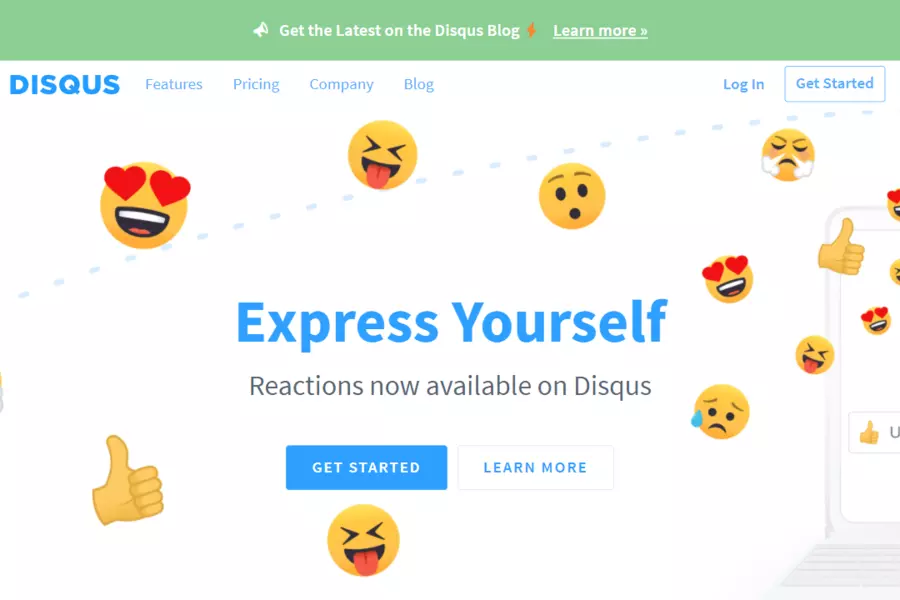 Get the Latest on the Disqus Blog⚡ Learn more »
DISQUS Features Pricing Company Blog Log In Get Started
Express Yourself
Reactions now available on Disqus
GET STARTED LEARN MORE
U